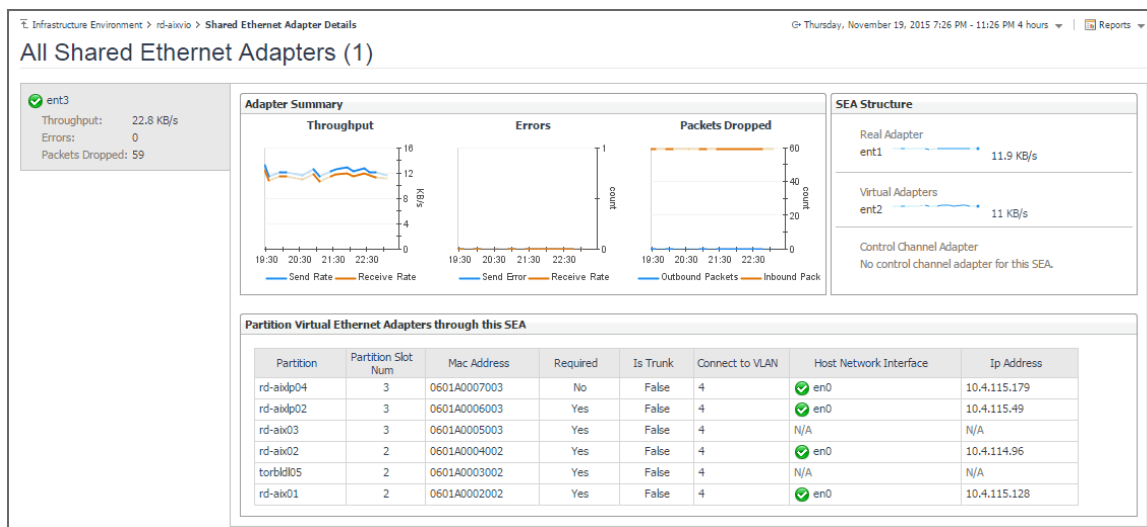 Infrastructure Environment > rd-aixvio > Shared Ethernet Adapter Details
Thursday, November 19, 2015 7:26 PM - 11:26 PM 4 hours | Reports
All Shared Ethernet Adapters (1)
ent3
Throughput: 22.8 KB/s
Errors: 0
Packets Dropped: 59
Adapter Summary
Throughput
16
12
8
4
0
KB/s
19:30 20:30 21:30 22:30
Send Rate Receive Rate
Errors
1
0
count
19:30 20:30 21:30 22:30
Send Error Receive Rate
Packets Dropped
60
40
20
0
count
19:30 20:30 21:30 22:30
Outbound Packets Inbound Pack
SEA Structure
Real Adapter
ent1 11.9 KB/s
Virtual Adapters
ent2 11 KB/s
Control Channel Adapter
No control channel adapter for this SEA.
Partition Virtual Ethernet Adapters through this SEA
Partition Partition Slot Num Mac Address Required Is Trunk Connect to VLAN Host Network Interface Ip Address
rd-aixlp04 3 0601A0007003 No False 4 en0 10.4.115.179
rd-aixlp02 3 0601A0006003 Yes False 4 en0 10.4.115.49
rd-aix03 3 0601A0005003 Yes False 4 N/A N/A
rd-aix02 2 0601A0004002 Yes False 4 en0 10.4.114.96
torbldl05 2 0601A0003002 Yes False 4 N/A N/A
rd-aix01 2 0601A0002002 Yes False 4 en0 10.4.115.128